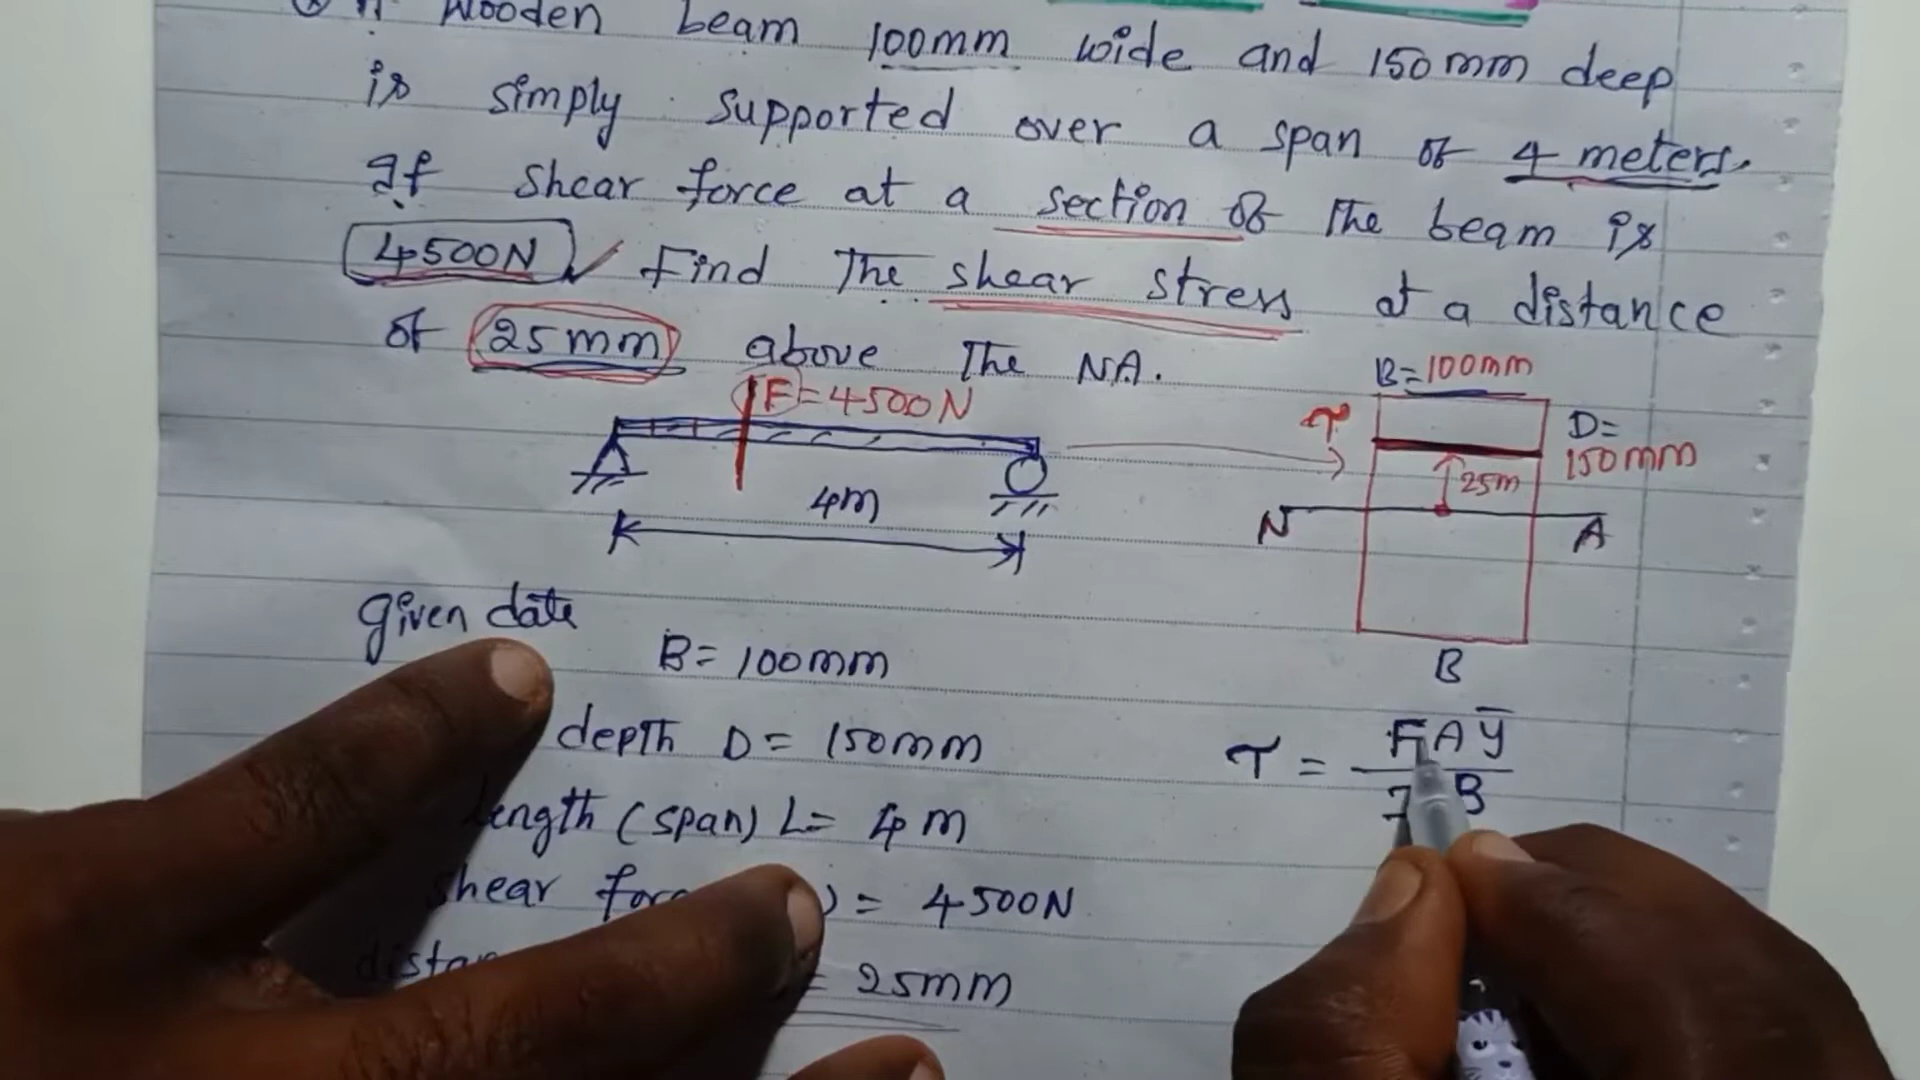 Wooden beam 100mm wide and 150mm deep
is simply supported over a span of 4 meters.
If shear force at a section of the beam is
4500N Find the shear stress at a distance
of 25mm above the NA.
B=100mm
F=4500N
τ
D=
150mm
25m
4m
N A
given date
B= 100mm
B
depth D= 150mm
τ = FAȳ
B
length (span) L= 4m
shear = 4500N
= 25mm